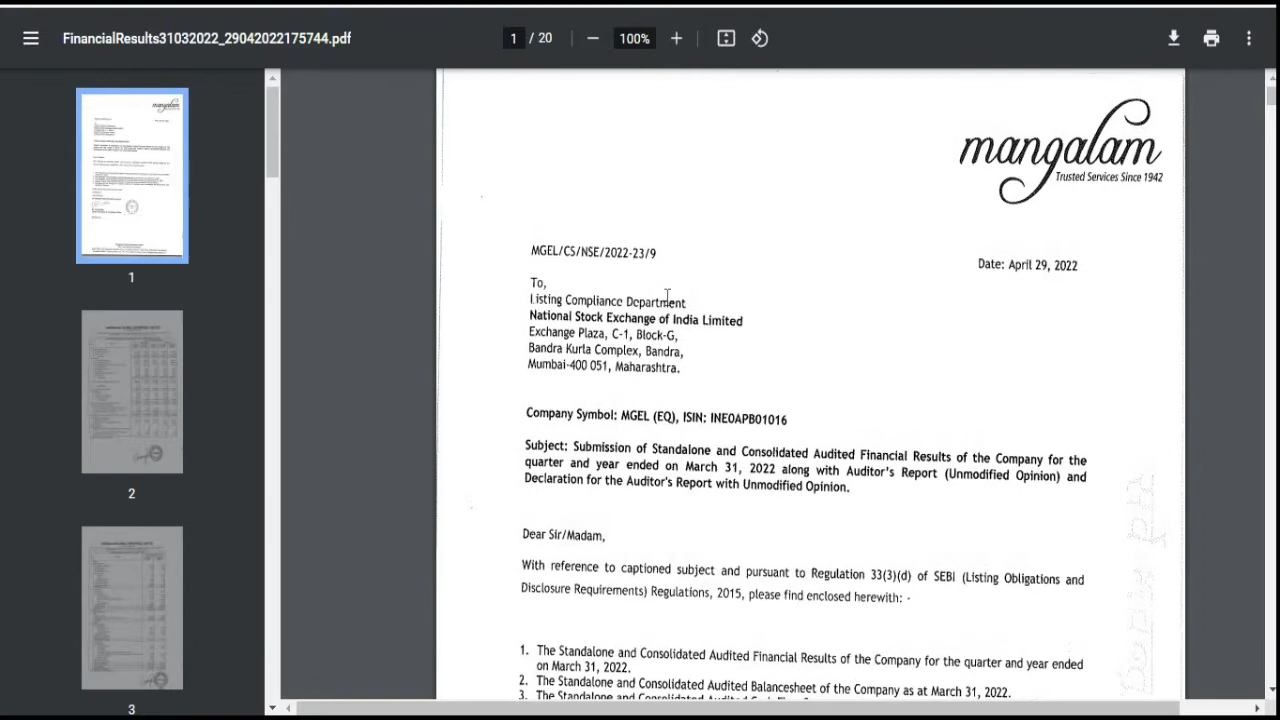 FinancialResults31032022_29042022175744.pdf
1 / 20
100%
mangalam
Trusted Services Since 1942
MGEL/CS/NSE/2022-23/9
Date: April 29, 2022
To,
Listing Compliance Department
National Stock Exchange of India Limited
Exchange Plaza, C-1, Block-G,
Bandra Kurla Complex, Bandra,
Mumbai-400 051, Maharashtra.
Company Symbol: MGEL (EQ), ISIN: INE0APB01016
Subject: Submission of Standalone and Consolidated Audited Financial Results of the Company for the
quarter and year ended on March 31, 2022 along with Auditor's Report (Unmodified Opinion) and
Declaration for the Auditor's Report with Unmodified Opinion.
Dear Sir/Madam,
With reference to captioned subject and pursuant to Regulation 33(3)(d) of SEBI (Listing Obligations and
Disclosure Requirements) Regulations, 2015, please find enclosed herewith: -
1. The Standalone and Consolidated Audited Financial Results of the Company for the quarter and year ended
on March 31, 2022.
2. The Standalone and Consolidated Audited Balancesheet of the Company as at March 31, 2022.
3. The Standalone and Consolidated Audited
1
2
3